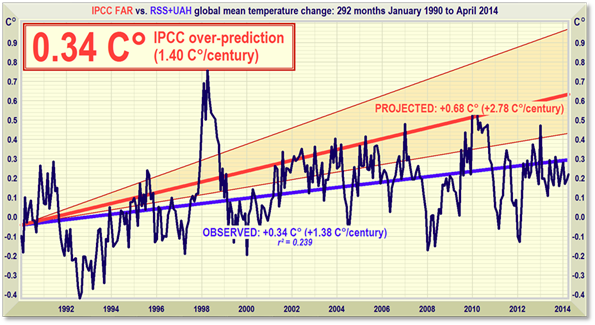 IPCC FAR vs. RSS+UAH global mean temperature change: 292 months January 1990 to April 2014
C° C°
0.34 C° IPCC over-prediction
(1.40 C°/century)
0.9 0.9
0.8 0.8
0.7 0.7
0.6 0.6
0.5 0.5
0.4 0.4
0.3 0.3
0.2 0.2
0.1 0.1
0.0 0.0
-0.1 -0.1
-0.2 -0.2
-0.3 -0.3
-0.4 -0.4
PROJECTED: +0.68 C° (+2.78 C°/century)
OBSERVED: +0.34 C° (+1.38 C°/century)
r² = 0.239
1992 1994 1996 1998 2000 2002 2004 2006 2008 2010 2012 2014